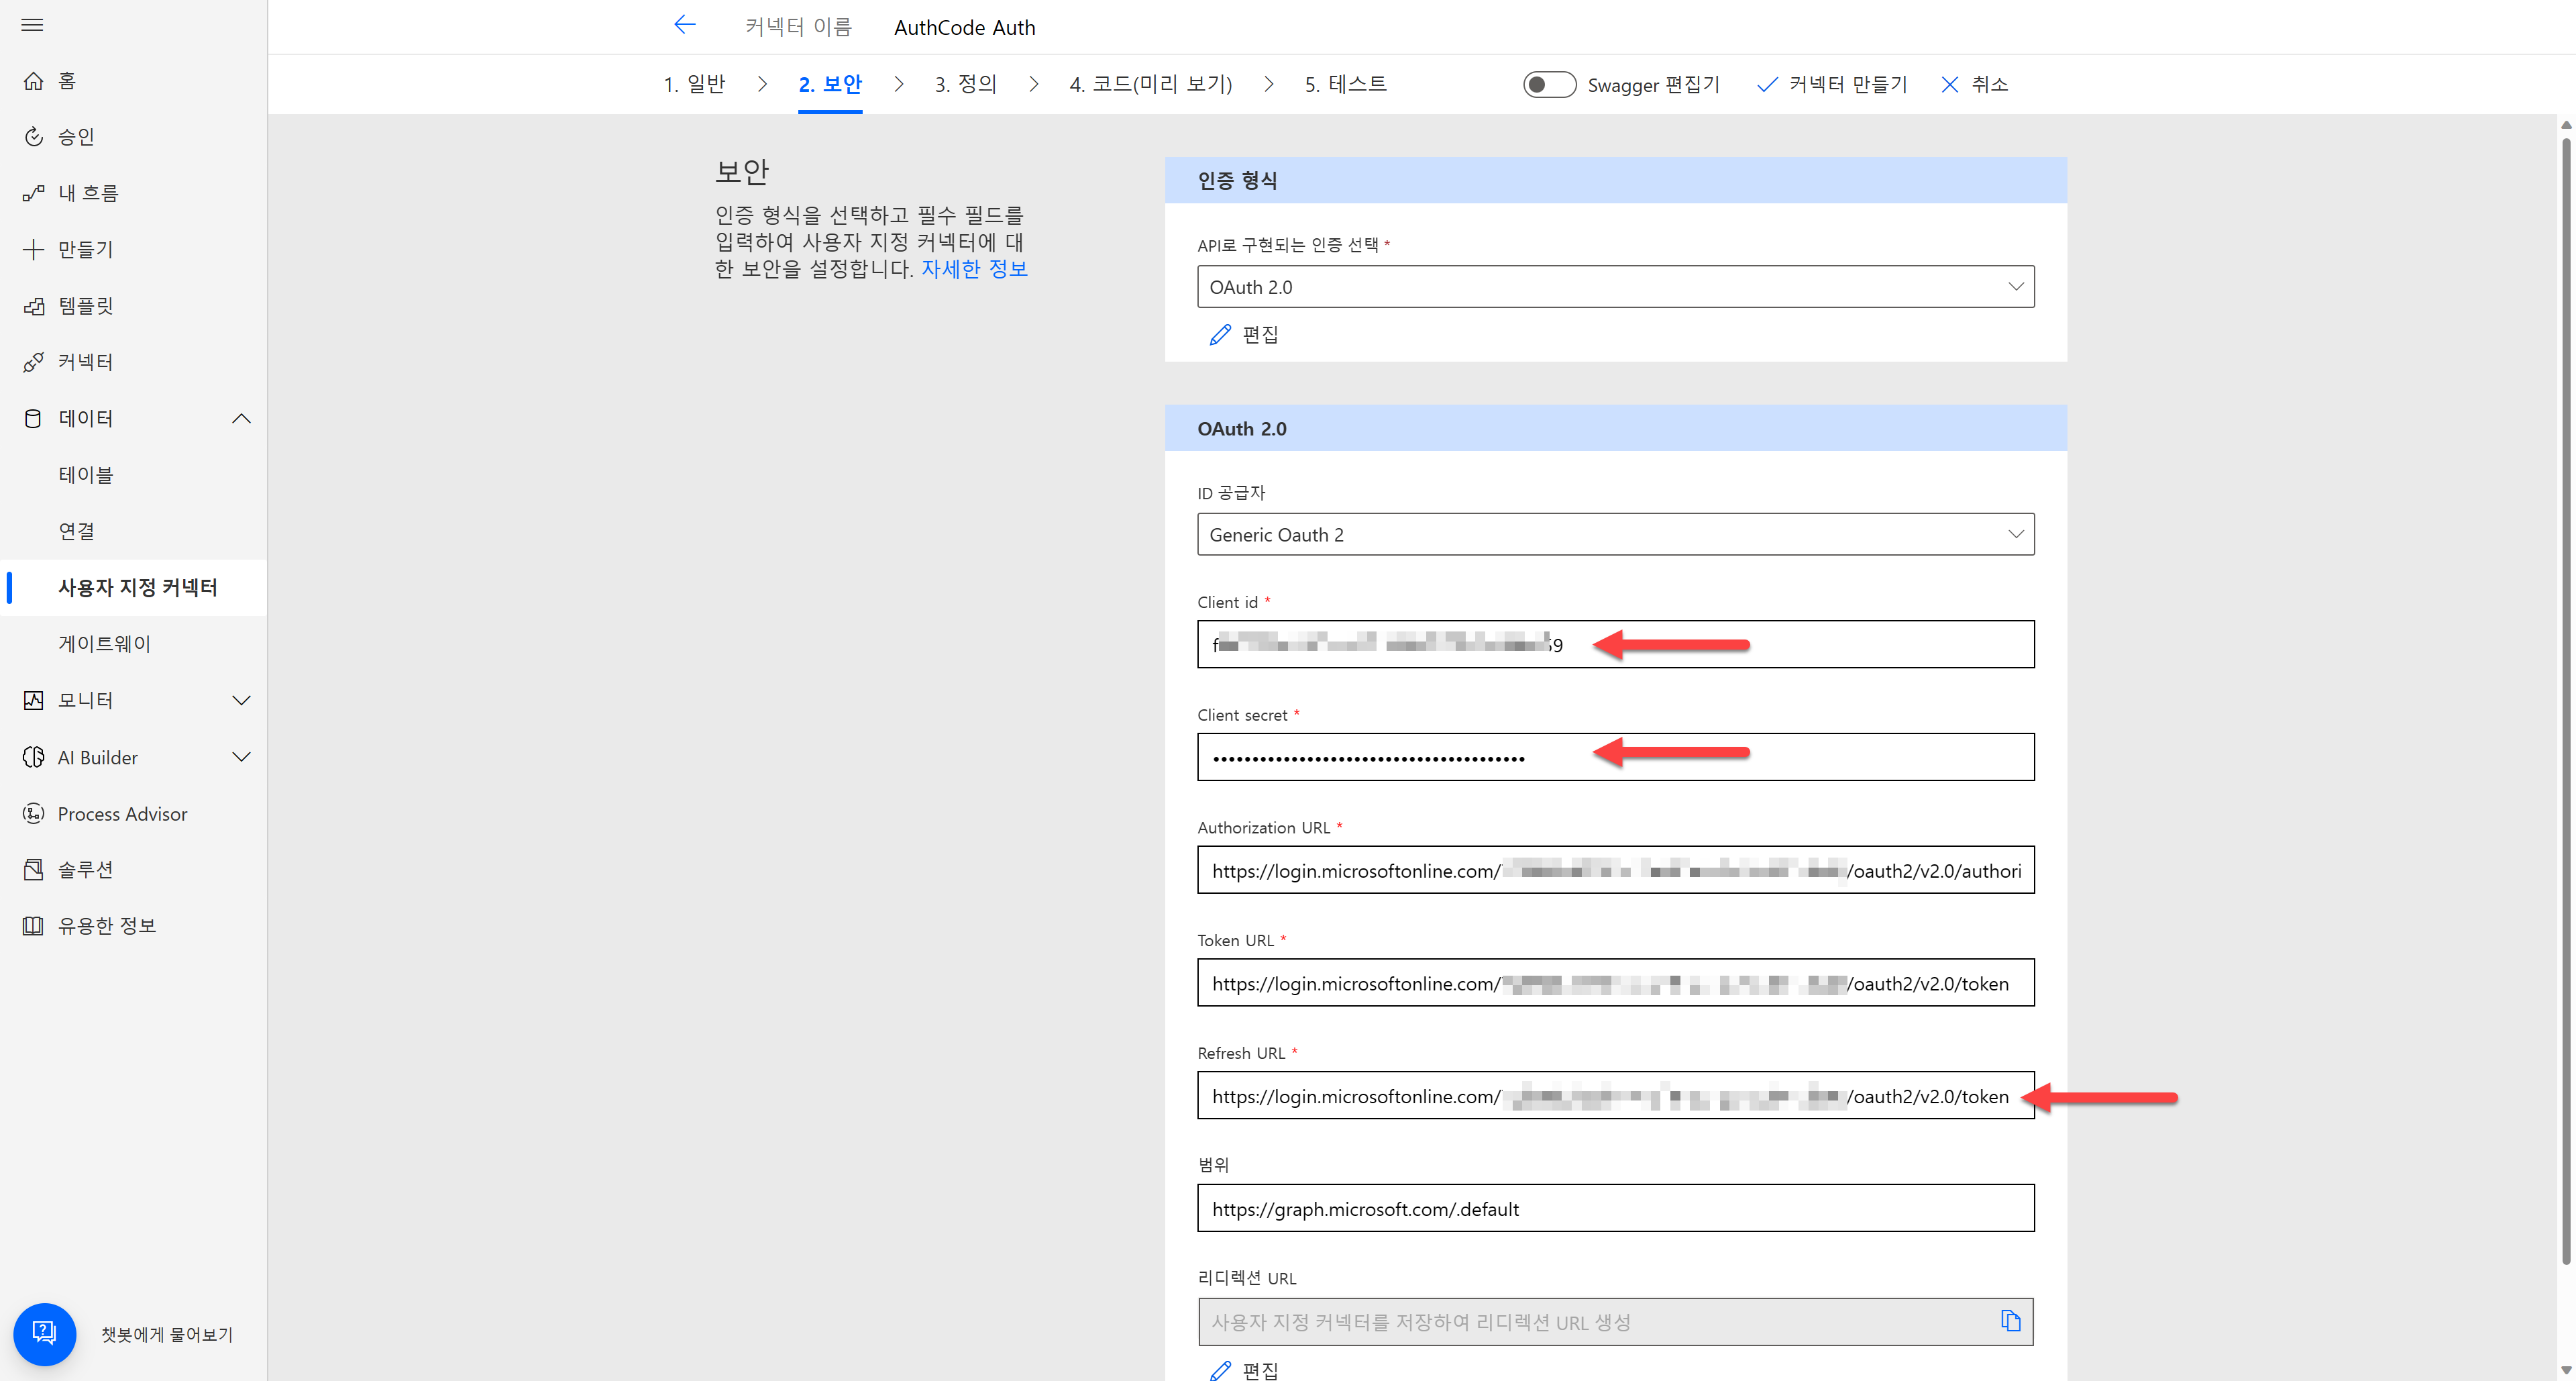 커넥터 이름 AuthCode Auth
1. 일반
2. 보안
3. 정의
4. 코드(미리 보기)
5. 테스트
Swagger 편집기
커넥터 만들기
취소
홈
승인
내 흐름
만들기
템플릿
커넥터
데이터
테이블
연결
사용자 지정 커넥터
게이트웨이
모니터
AI Builder
Process Advisor
솔루션
유용한 정보
챗봇에게 물어보기
보안
인증 형식을 선택하고 필수 필드를
입력하여 사용자 지정 커넥터에 대
한 보안을 설정합니다. 자세한 정보
인증 형식
API로 구현되는 인증 선택 *
OAuth 2.0
편집
OAuth 2.0
ID 공급자
Generic Oauth 2
Client id *
Client secret *
••••••••••••••••••••••••••••••••••••••••
Authorization URL *
https://login.microsoftonline.com/ /oauth2/v2.0/authori
Token URL *
https://login.microsoftonline.com/ /oauth2/v2.0/token
Refresh URL *
https://login.microsoftonline.com/ /oauth2/v2.0/token
범위
https://graph.microsoft.com/.default
리디렉션 URL
사용자 지정 커넥터를 저장하여 리디렉션 URL 생성
편집